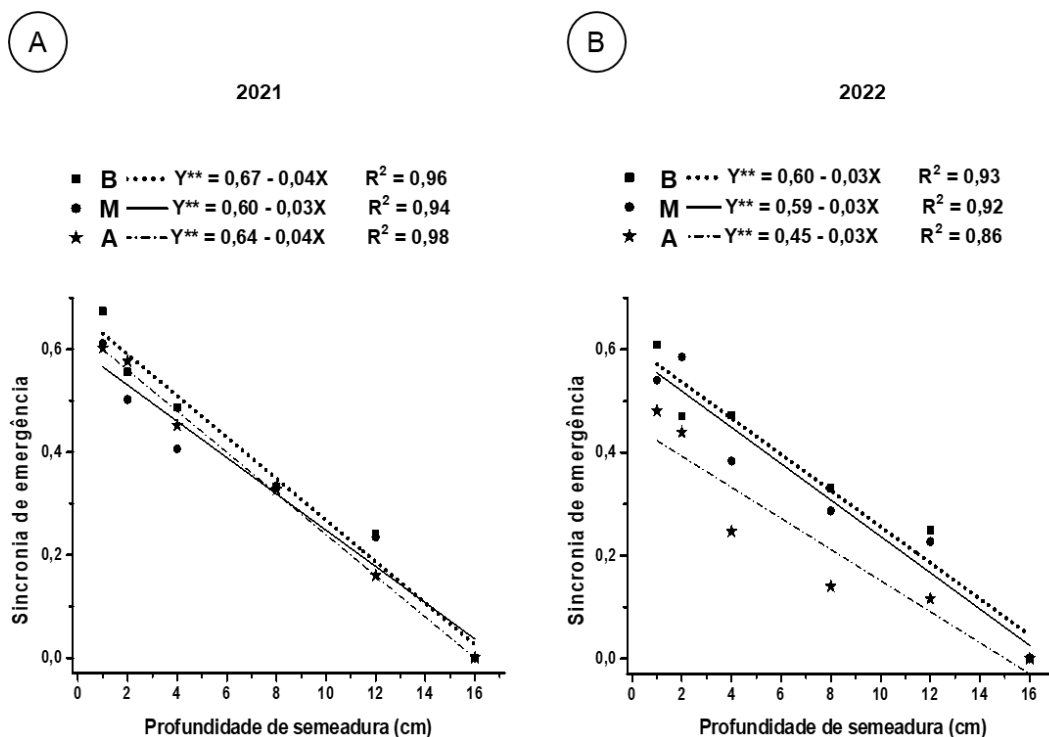 A
2021
B Y** = 0,67 - 0,04X R² = 0,96
M Y** = 0,60 - 0,03X R² = 0,94
A Y** = 0,64 - 0,04X R² = 0,98
Sincronia de emergência
0,6
0,4
0,2
0,0
0 2 4 6 8 10 12 14 16
Profundidade de semeadura (cm)
B
2022
B Y** = 0,60 - 0,03X R² = 0,93
M Y** = 0,59 - 0,03X R² = 0,92
A Y** = 0,45 - 0,03X R² = 0,86
Sincronia de emergência
0,6
0,4
0,2
0,0
0 2 4 6 8 10 12 14 16
Profundidade de semeadura (cm)